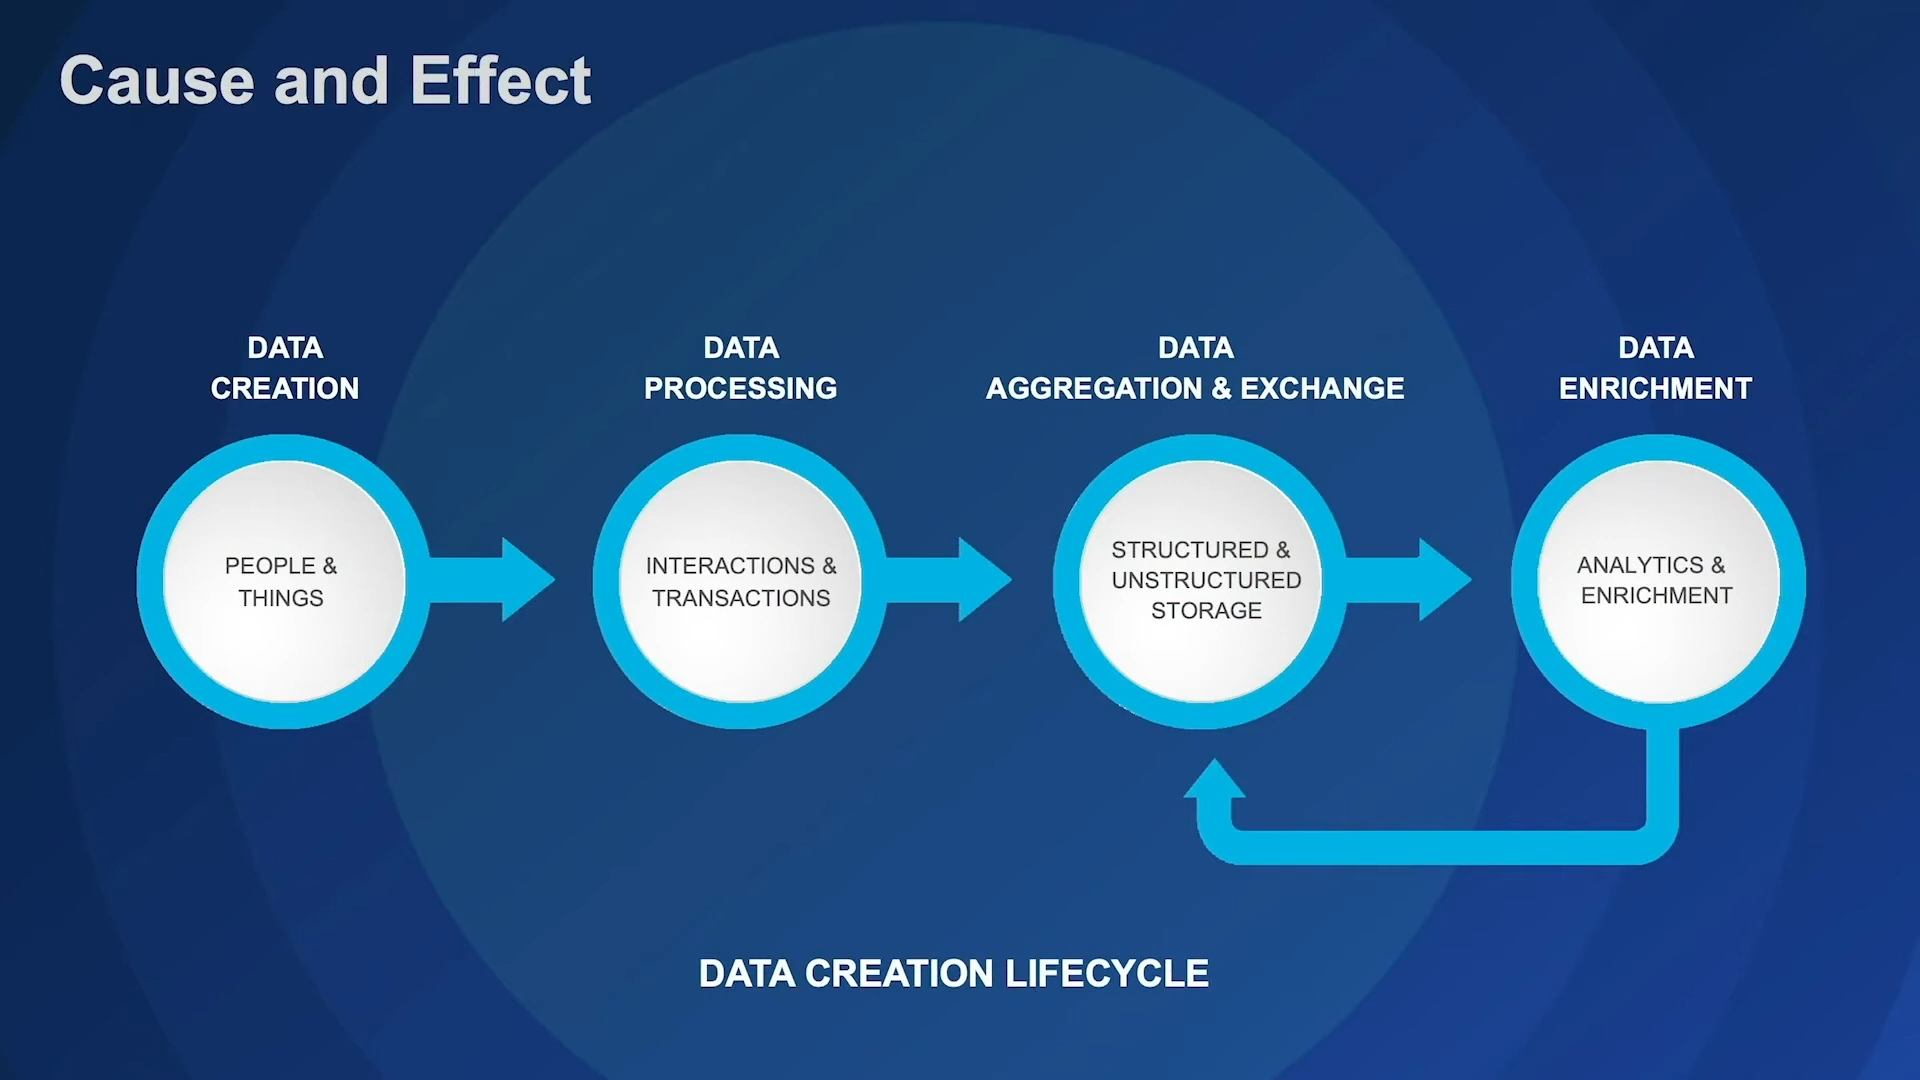 Cause and Effect
DATA
CREATION
DATA
PROCESSING
DATA
AGGREGATION & EXCHANGE
DATA
ENRICHMENT
PEOPLE &
THINGS
INTERACTIONS &
TRANSACTIONS
STRUCTURED &
UNSTRUCTURED
STORAGE
ANALYTICS &
ENRICHMENT
DATA CREATION LIFECYCLE